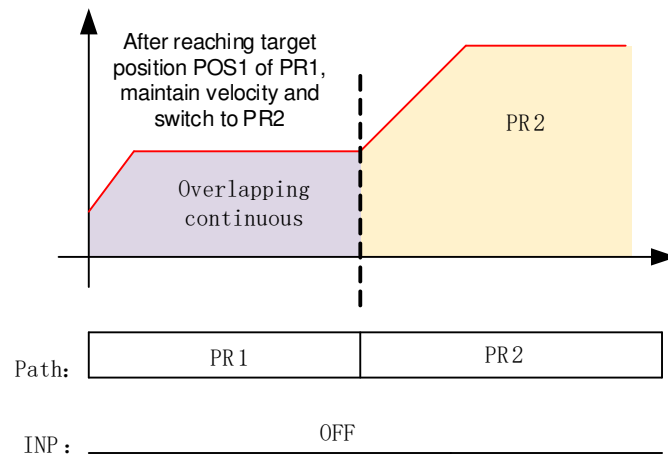 After reaching target
position POS1 of PR1,
maintain velocity and
switch to PR2
PR2
Overlapping
continuous
Path: PR1 PR2
INP: OFF